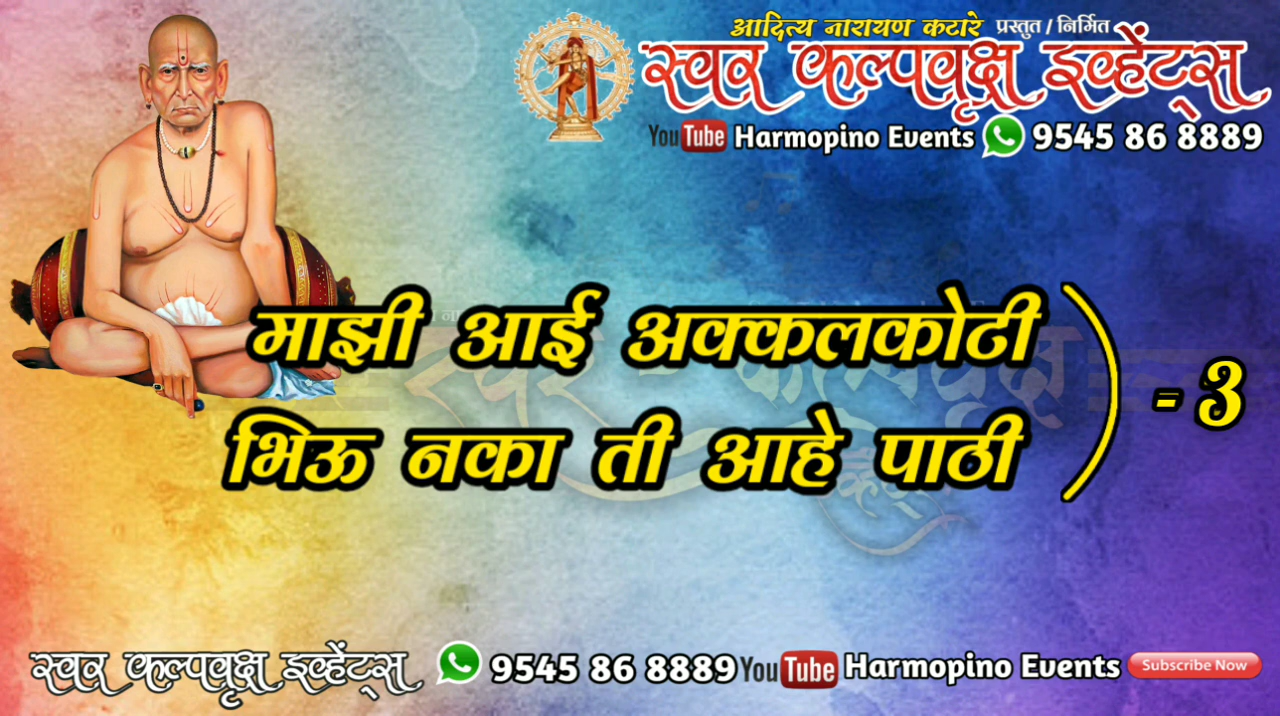 आदित्य नारायण कटारे प्रस्तुत / निर्मित
स्वर कल्पवृक्ष इव्हेंट्स
YouTube Harmopino Events 9545 86 8889
माझी आई अक्कलकोटी
भिऊ नका ती आहे पाठी
- 3
स्वर कल्पवृक्ष इव्हेंट्स 9545 86 8889 YouTube Harmopino Events Subscribe Now